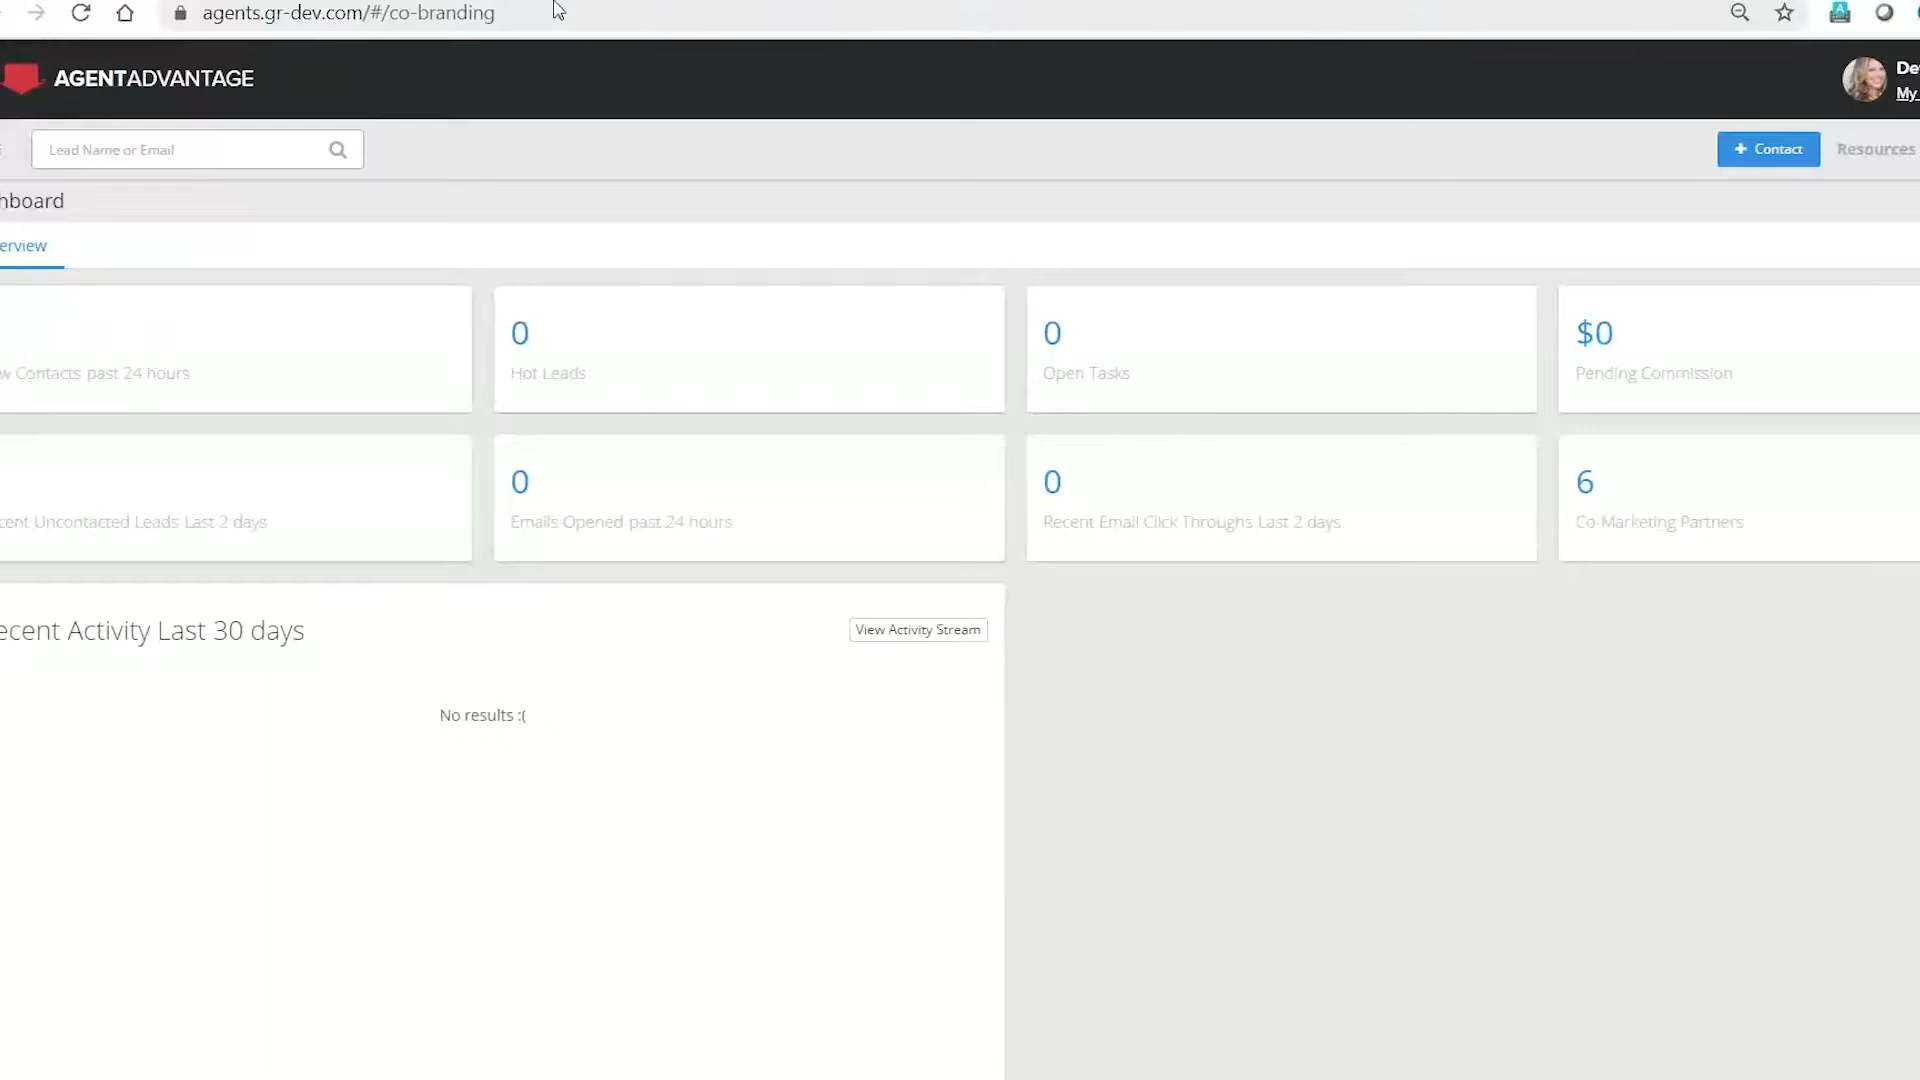 agents.gr-dev.com/#/co-branding
AGENTADVANTAGE
De
My
Lead Name or Email
+ Contact
Resources
hboard
erview
w Contacts past 24 hours
0
Hot Leads
0
Open Tasks
$0
Pending Commission
cent Uncontacted Leads Last 2 days
0
Emails Opened past 24 hours
0
Recent Email Click Throughs Last 2 days
6
Co Marketing Partners
ecent Activity Last 30 days
View Activity Stream
No results :(